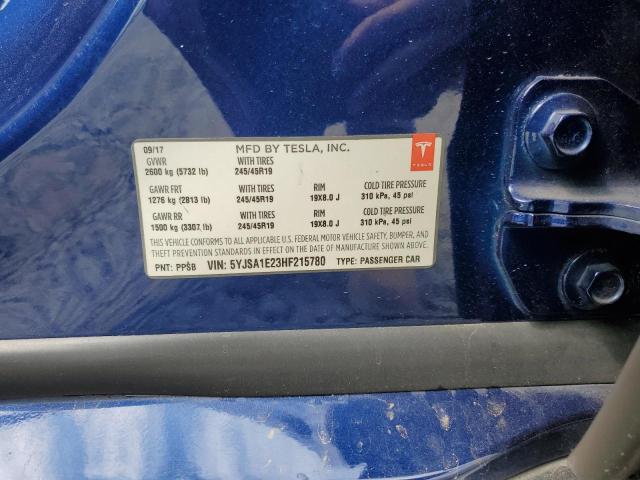 09/17 MFD BY TESLA, INC.
GVWR WITH TIRES
2600 kg (5732 lb) 245/45R19
GAWR FRT WITH TIRES RIM COLD TIRE PRESSURE
1276 kg (2813 lb) 245/45R19 19X8.0 J 310 kPa, 45 psi
GAWR RR WITH TIRES RIM COLD TIRE PRESSURE
1500 kg (3307 lb) 245/45R19 19X8.0 J 310 kPa, 45 psi
THIS VEHICLE CONFORMS TO ALL APPLICABLE U.S. FEDERAL MOTOR VEHICLE SAFETY, BUMPER, AND
THEFT PREVENTION STANDARDS IN EFFECT ON THE DATE OF MANUFACTURE SHOWN ABOVE.
PNT: PPSB VIN: 5YJSA1E23HF215780 TYPE: PASSENGER CAR